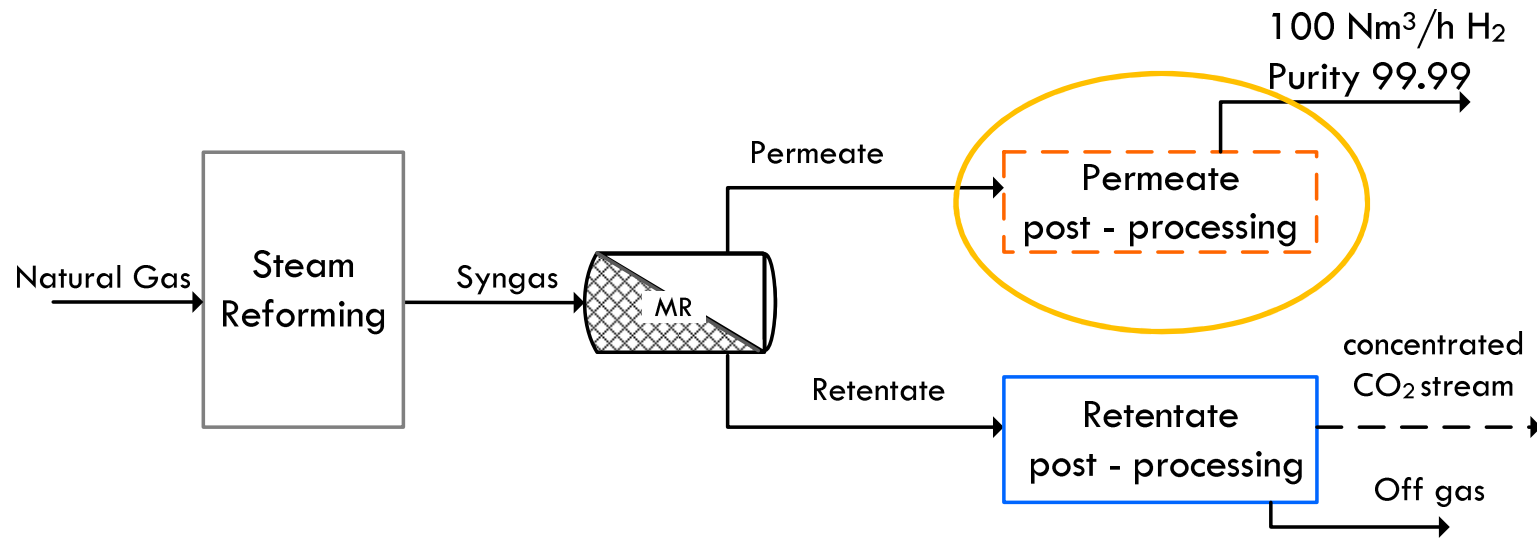 100 Nm³/h H₂
Purity 99.99
Permeate
Permeate
post - processing
Natural Gas
Steam
Reforming
Syngas
MR
Retentate
Retentate
post - processing
concentrated
CO₂ stream
Off gas